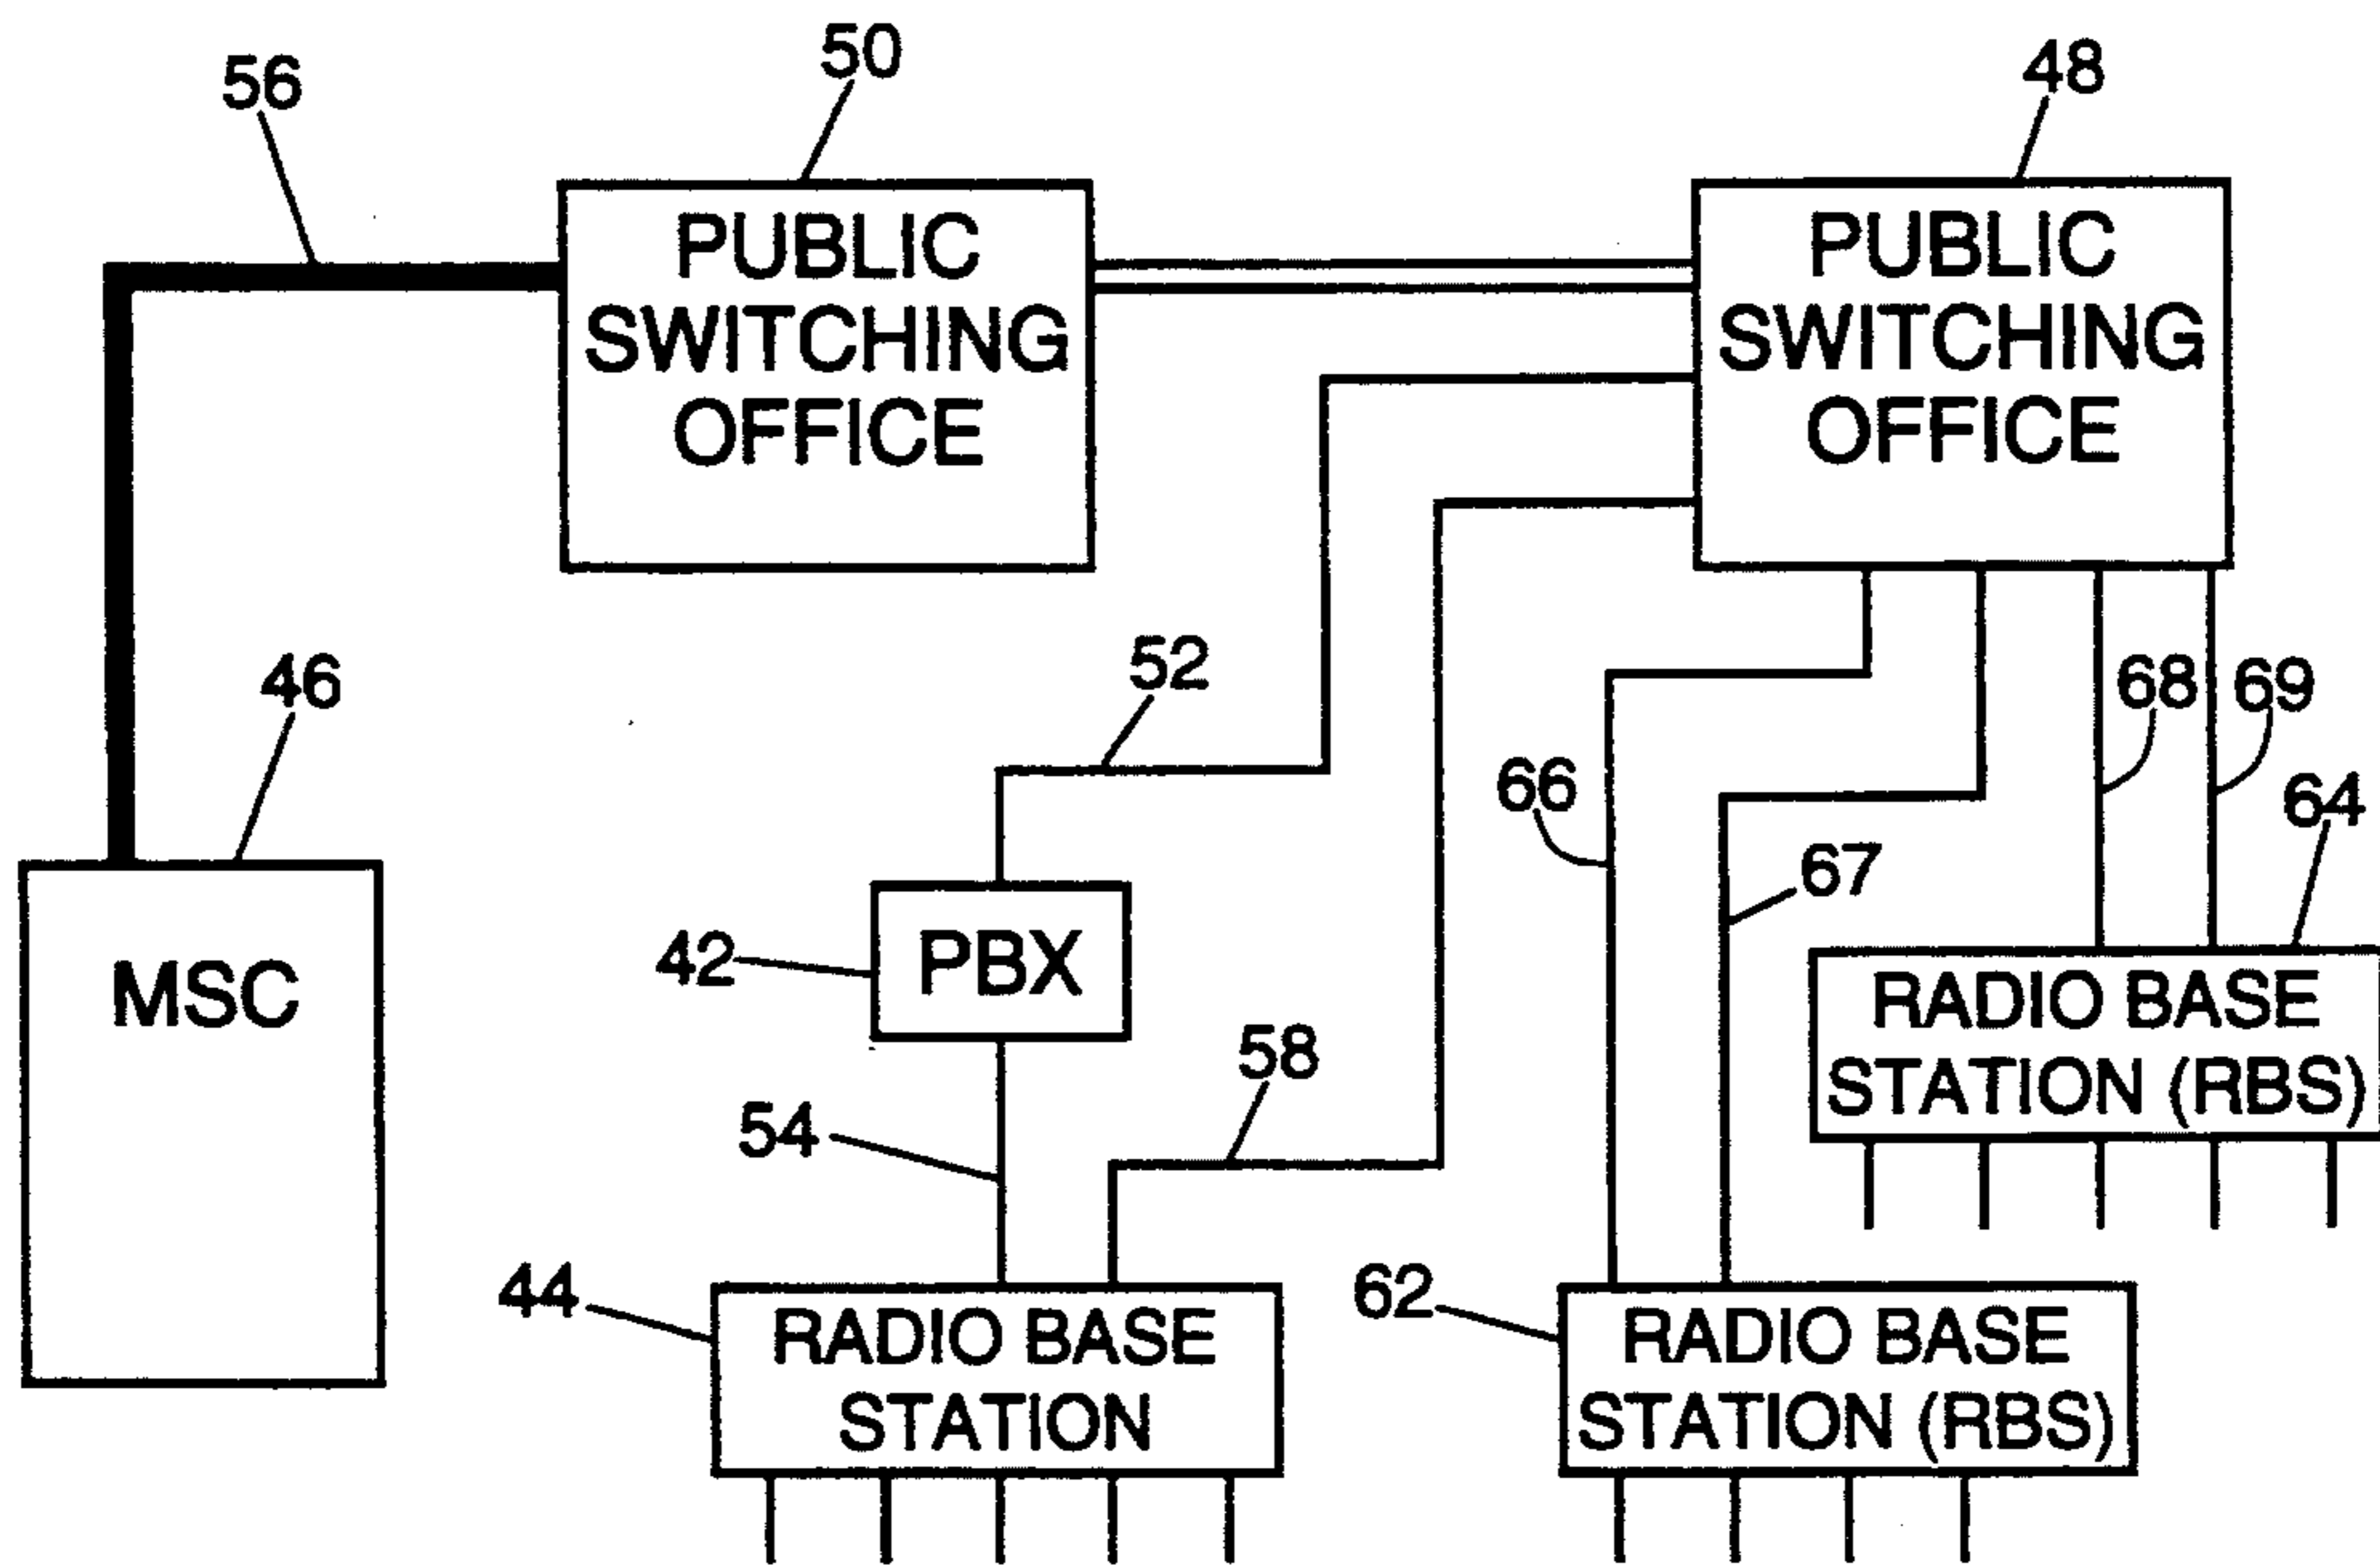 56
50
48
PUBLIC
SWITCHING
OFFICE
PUBLIC
SWITCHING
OFFICE
46
52
68
69
66
64
67
MSC
42
PBX
RADIO BASE
STATION (RBS)
54
58
44
RADIO BASE
STATION
62
RADIO BASE
STATION (RBS)